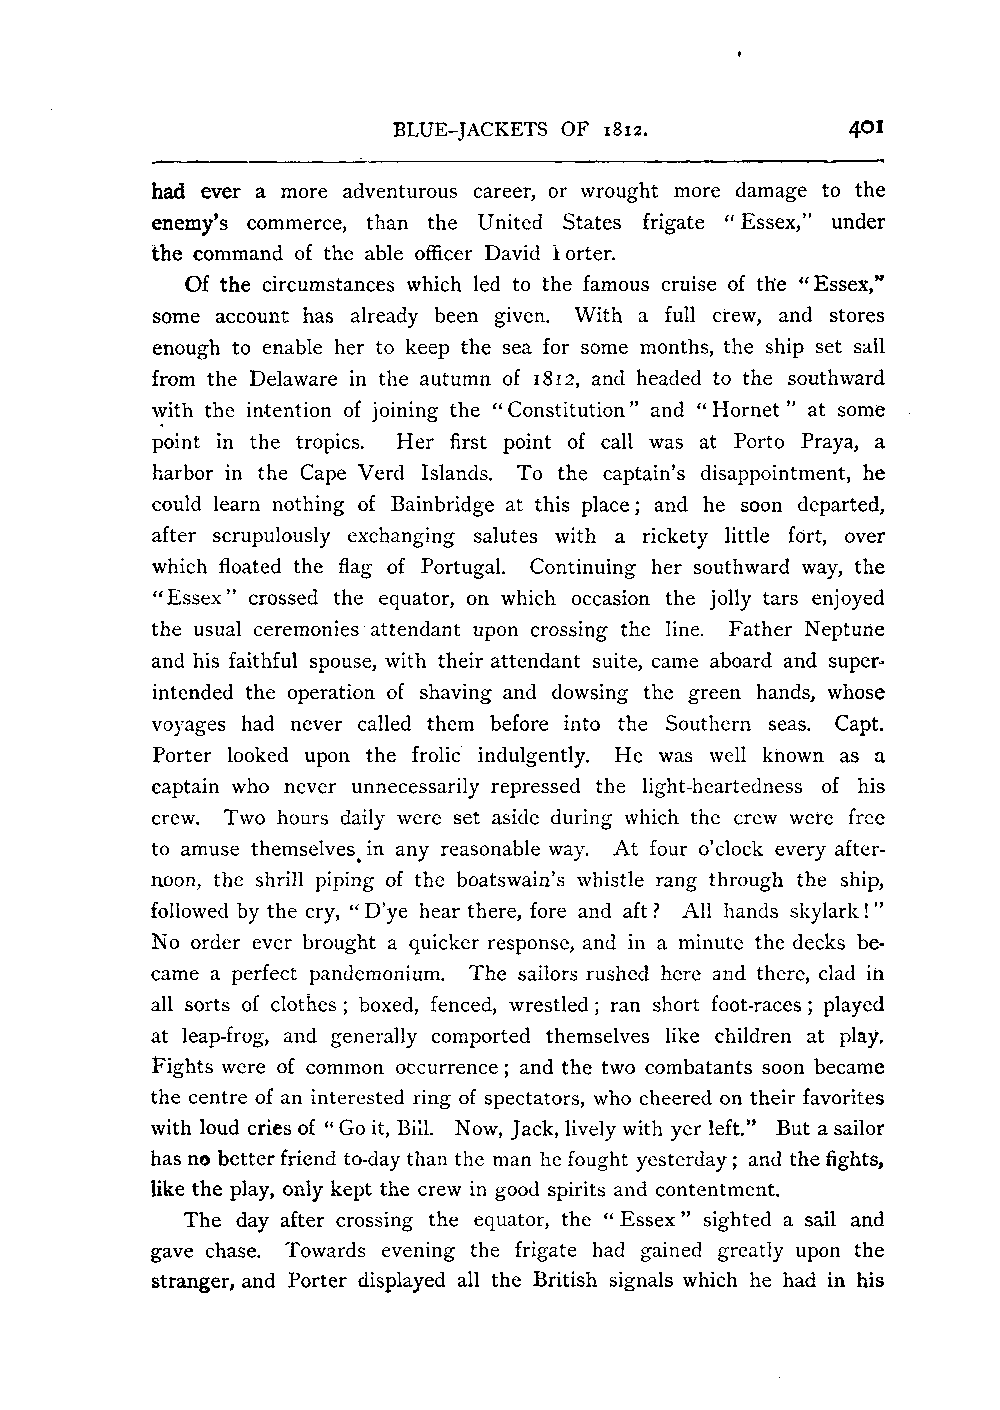 BLUE-JACKETS OF 1812. 401
had ever a more adventurous career, or wrought more damage to the
enemy's commerce, than the United States frigate "Essex," under
the command of the able officer David Porter.
Of the circumstances which led to the famous cruise of the "Essex,"
some account has already been given. With a full crew, and stores
enough to enable her to keep the sea for some months, the ship set sail
from the Delaware in the autumn of 1812, and headed to the southward
with the intention of joining the "Constitution" and "Hornet" at some
point in the tropics. Her first point of call was at Porto Praya, a
harbor in the Cape Verd Islands. To the captain's disappointment, he
could learn nothing of Bainbridge at this place; and he soon departed,
after scrupulously exchanging salutes with a rickety little fort, over
which floated the flag of Portugal. Continuing her southward way, the
"Essex" crossed the equator, on which occasion the jolly tars enjoyed
the usual ceremonies attendant upon crossing the line. Father Neptune
and his faithful spouse, with their attendant suite, came aboard and super-
intended the operation of shaving and dowsing the green hands, whose
voyages had never called them before into the Southern seas. Capt.
Porter looked upon the frolic indulgently. He was well known as a
captain who never unnecessarily repressed the light-heartedness of his
crew. Two hours daily were set aside during which the crew were free
to amuse themselves in any reasonable way. At four o'clock every after-
noon, the shrill piping of the boatswain's whistle rang through the ship,
followed by the cry, "D'ye hear there, fore and aft? All hands skylark!"
No order ever brought a quicker response, and in a minute the decks be-
came a perfect pandemonium. The sailors rushed here and there, clad in
all sorts of clothes; boxed, fenced, wrestled; ran short foot-races; played
at leap-frog, and generally comported themselves like children at play.
Fights were of common occurrence; and the two combatants soon became
the centre of an interested ring of spectators, who cheered on their favorites
with loud cries of "Go it, Bill. Now, Jack, lively with yer left." But a sailor
has no better friend to-day than the man he fought yesterday; and the fights,
like the play, only kept the crew in good spirits and contentment.
The day after crossing the equator, the "Essex" sighted a sail and
gave chase. Towards evening the frigate had gained greatly upon the
stranger, and Porter displayed all the British signals which he had in his